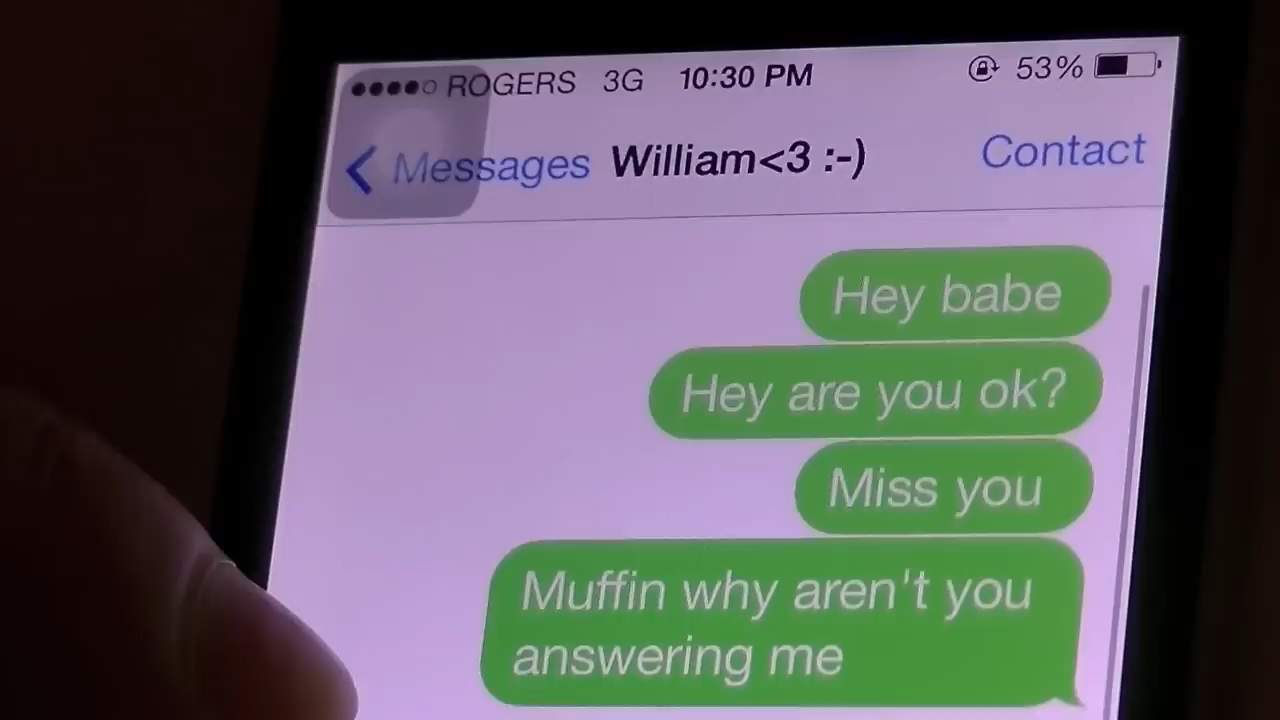 ROGERS 3G 10:30 PM 53%
Messages William<3 :-) Contact
Hey babe
Hey are you ok?
Miss you
Muffin why aren't you
answering me